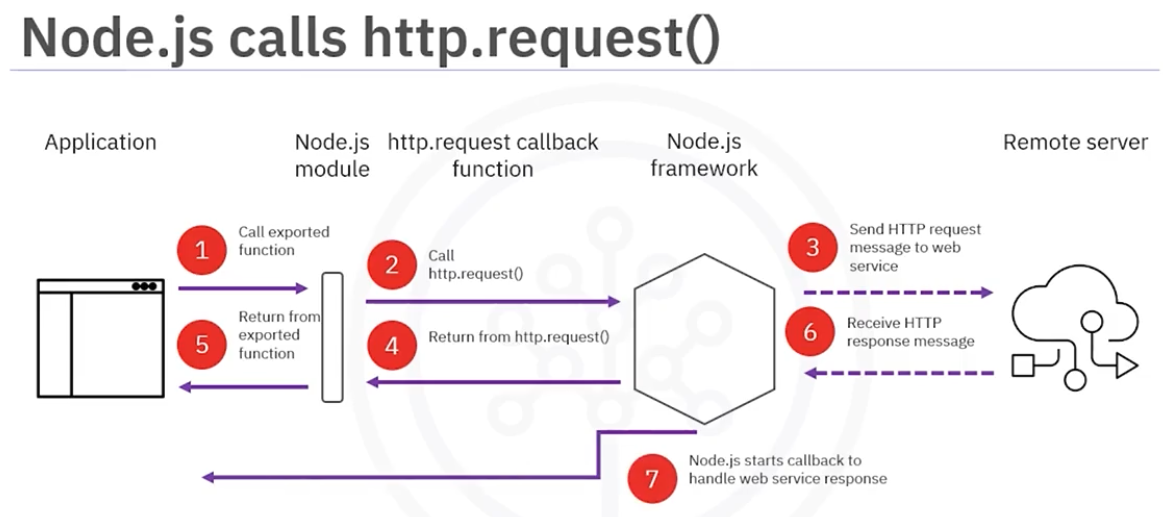 Node.js calls http.request()
Application
Node.js
module
http.request callback
function
Node.js
framework
Remote server
1
Call exported
function
2
Call
http.request()
3
Send HTTP request
message to web
service
5
Return from
exported
function
4
Return from http.request()
6
Receive HTTP
response message
7
Node.js starts callback to
handle web service response